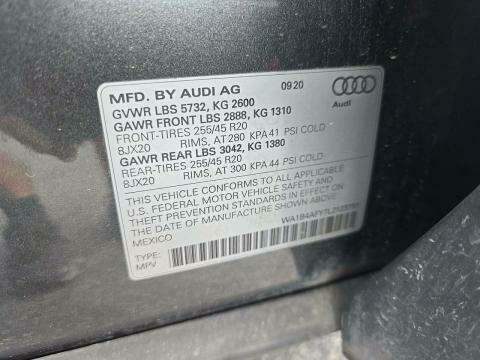 MFD. BY AUDI AG 09 20
GVWR LBS 5732, KG 2600
GAWR FRONT LBS 2888, KG 1310
FRONT-TIRES 255/45 R20
8JX20 RIMS, AT 280 KPA 41 PSI COLD
GAWR REAR LBS 3042, KG 1380
REAR-TIRES 255/45 R20
8JX20 RIMS, AT 300 KPA 44 PSI COLD
THIS VEHICLE CONFORMS TO ALL APPLICABLE
U.S. FEDERAL MOTOR VEHICLE SAFETY AND
THEFT PREVENTION STANDARDS IN EFFECT ON
THE DATE OF MANUFACTURE SHOWN ABOVE
MEXICO
TYPE:
MPV
Audi